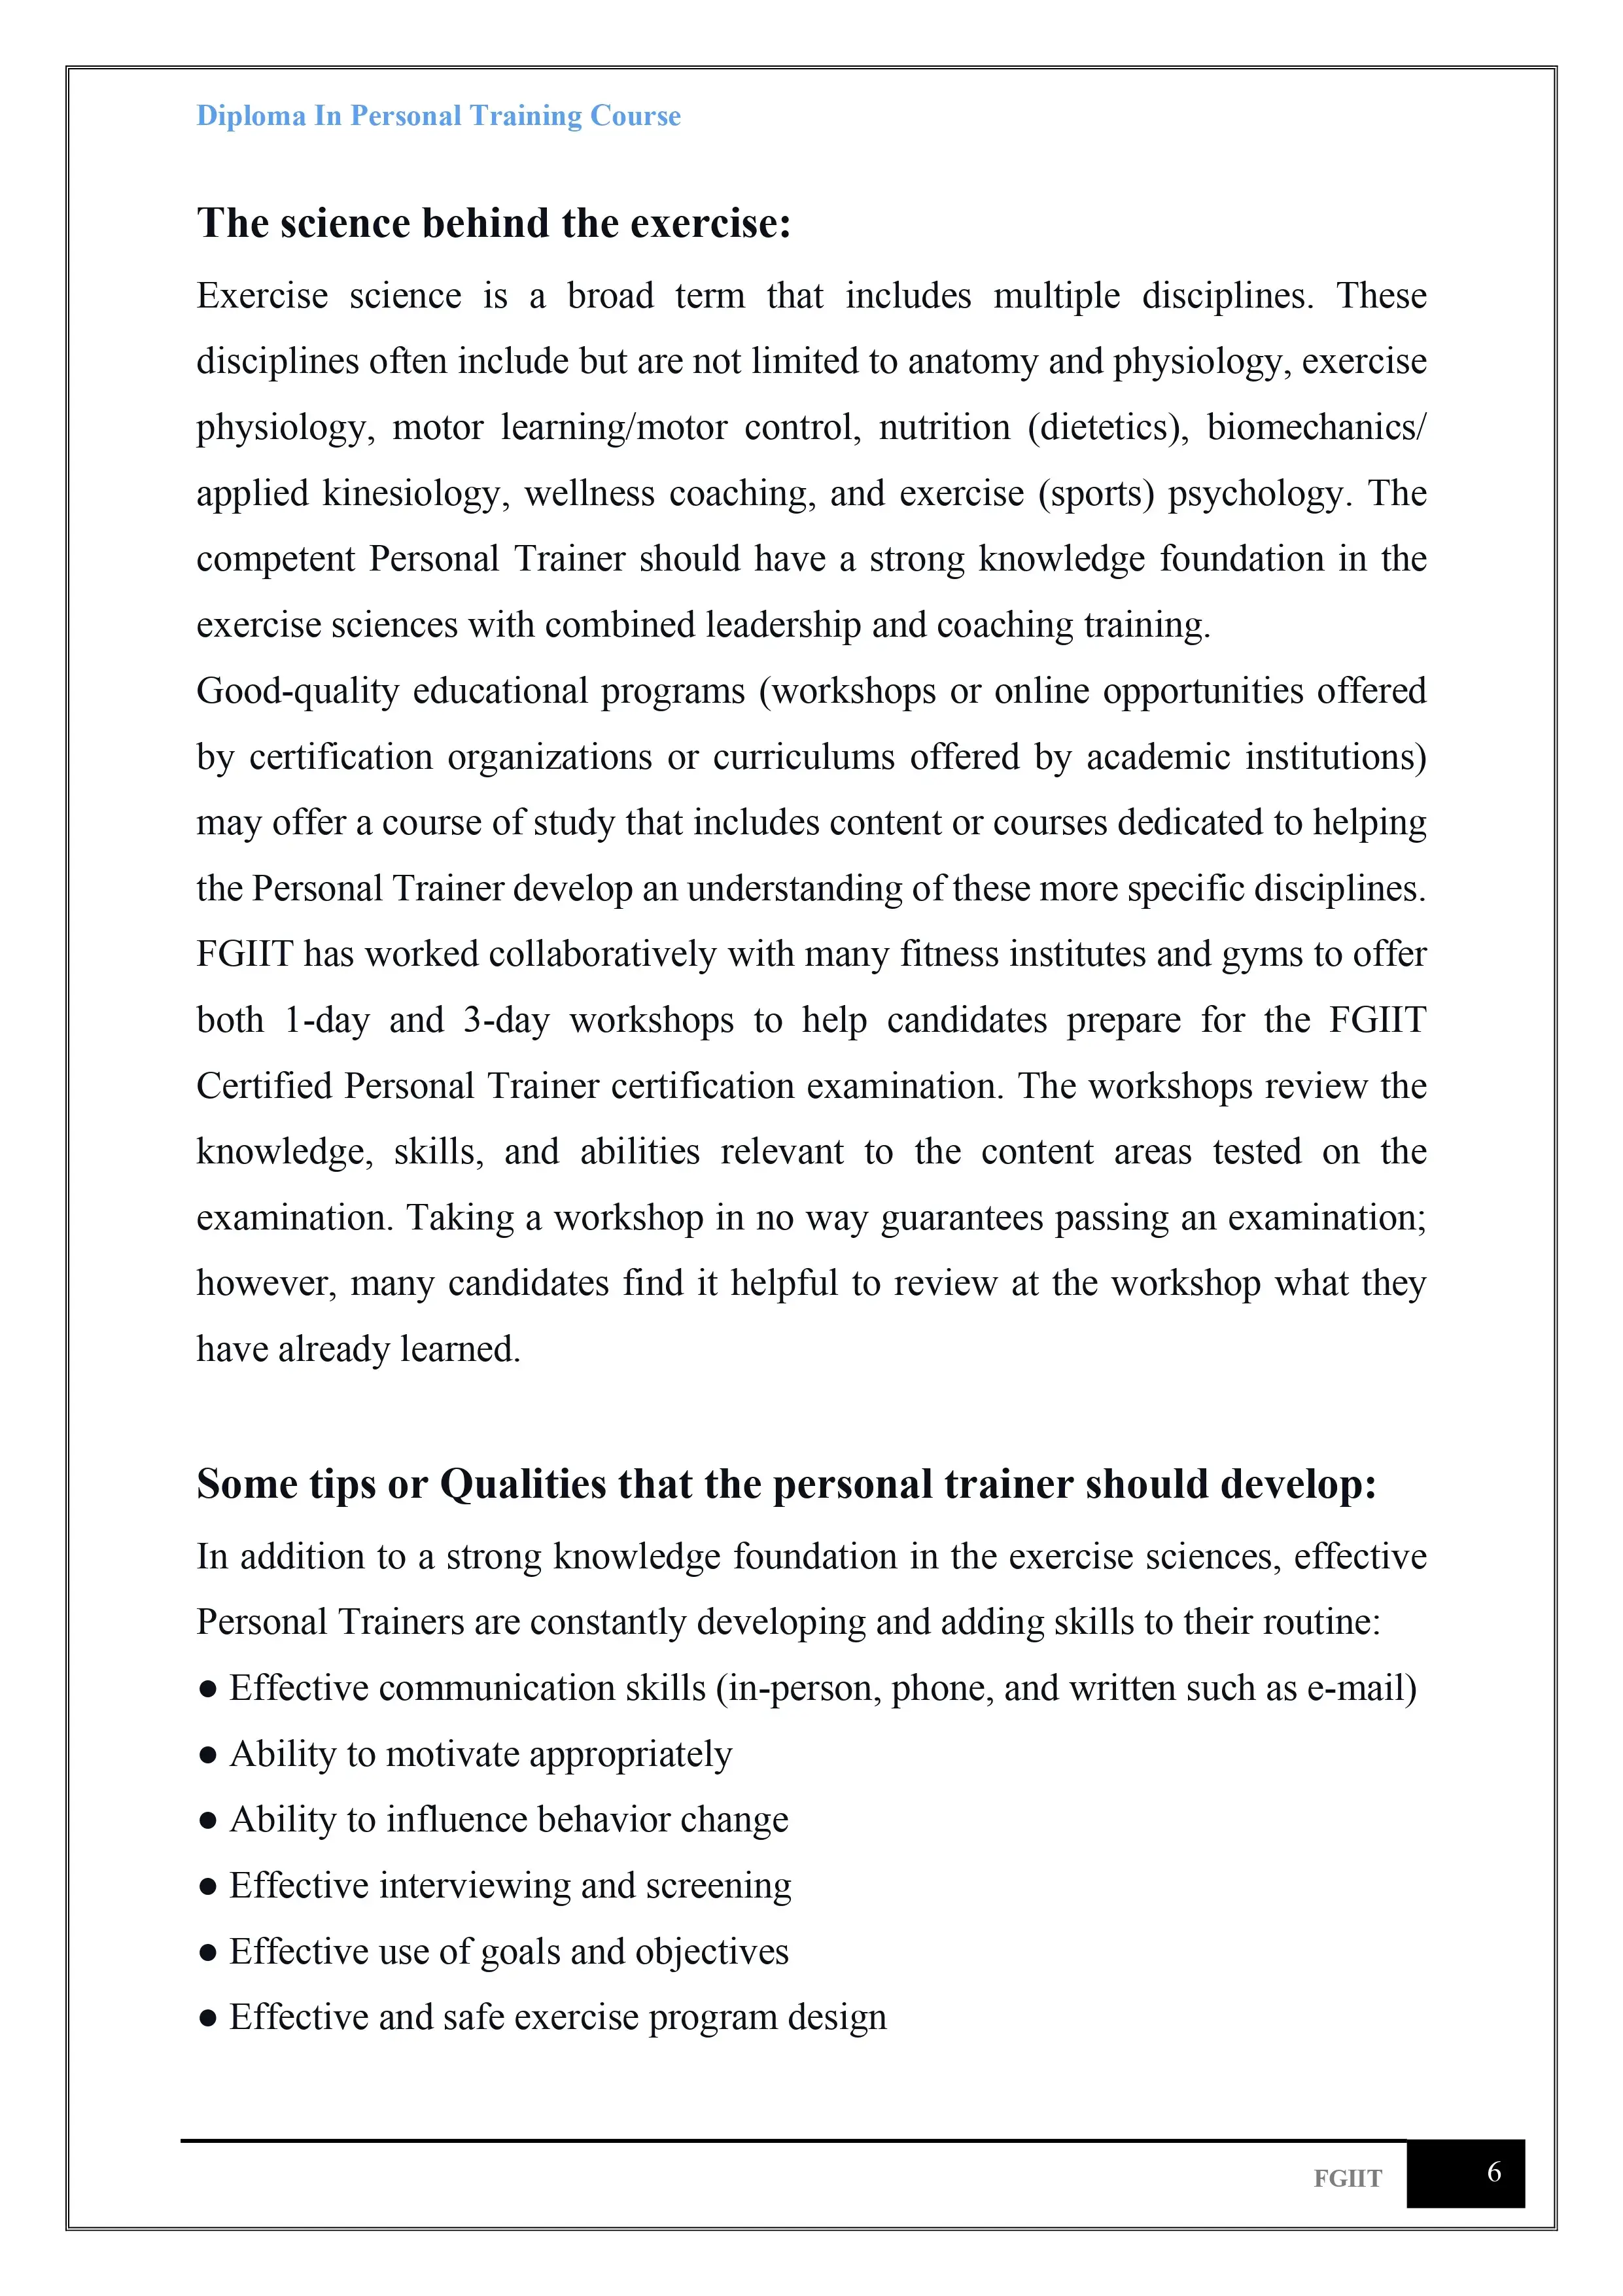 Diploma In Personal Training Course
The science behind the exercise:
Exercise science is a broad term that includes multiple disciplines. These
disciplines often include but are not limited to anatomy and physiology, exercise
physiology, motor learning/motor control, nutrition (dietetics), biomechanics/
applied kinesiology, wellness coaching, and exercise (sports) psychology. The
competent Personal Trainer should have a strong knowledge foundation in the
exercise sciences with combined leadership and coaching training.
Good-quality educational programs (workshops or online opportunities offered
by certification organizations or curriculums offered by academic institutions)
may offer a course of study that includes content or courses dedicated to helping
the Personal Trainer develop an understanding of these more specific disciplines.
FGIIT has worked collaboratively with many fitness institutes and gyms to offer
both 1-day and 3-day workshops to help candidates prepare for the FGIIT
Certified Personal Trainer certification examination. The workshops review the
knowledge, skills, and abilities relevant to the content areas tested on the
examination. Taking a workshop in no way guarantees passing an examination;
however, many candidates find it helpful to review at the workshop what they
have already learned.
Some tips or Qualities that the personal trainer should develop:
In addition to a strong knowledge foundation in the exercise sciences, effective
Personal Trainers are constantly developing and adding skills to their routine:
● Effective communication skills (in-person, phone, and written such as e-mail)
● Ability to motivate appropriately
● Ability to influence behavior change
● Effective interviewing and screening
● Effective use of goals and objectives
● Effective and safe exercise program design
FGIIT 6